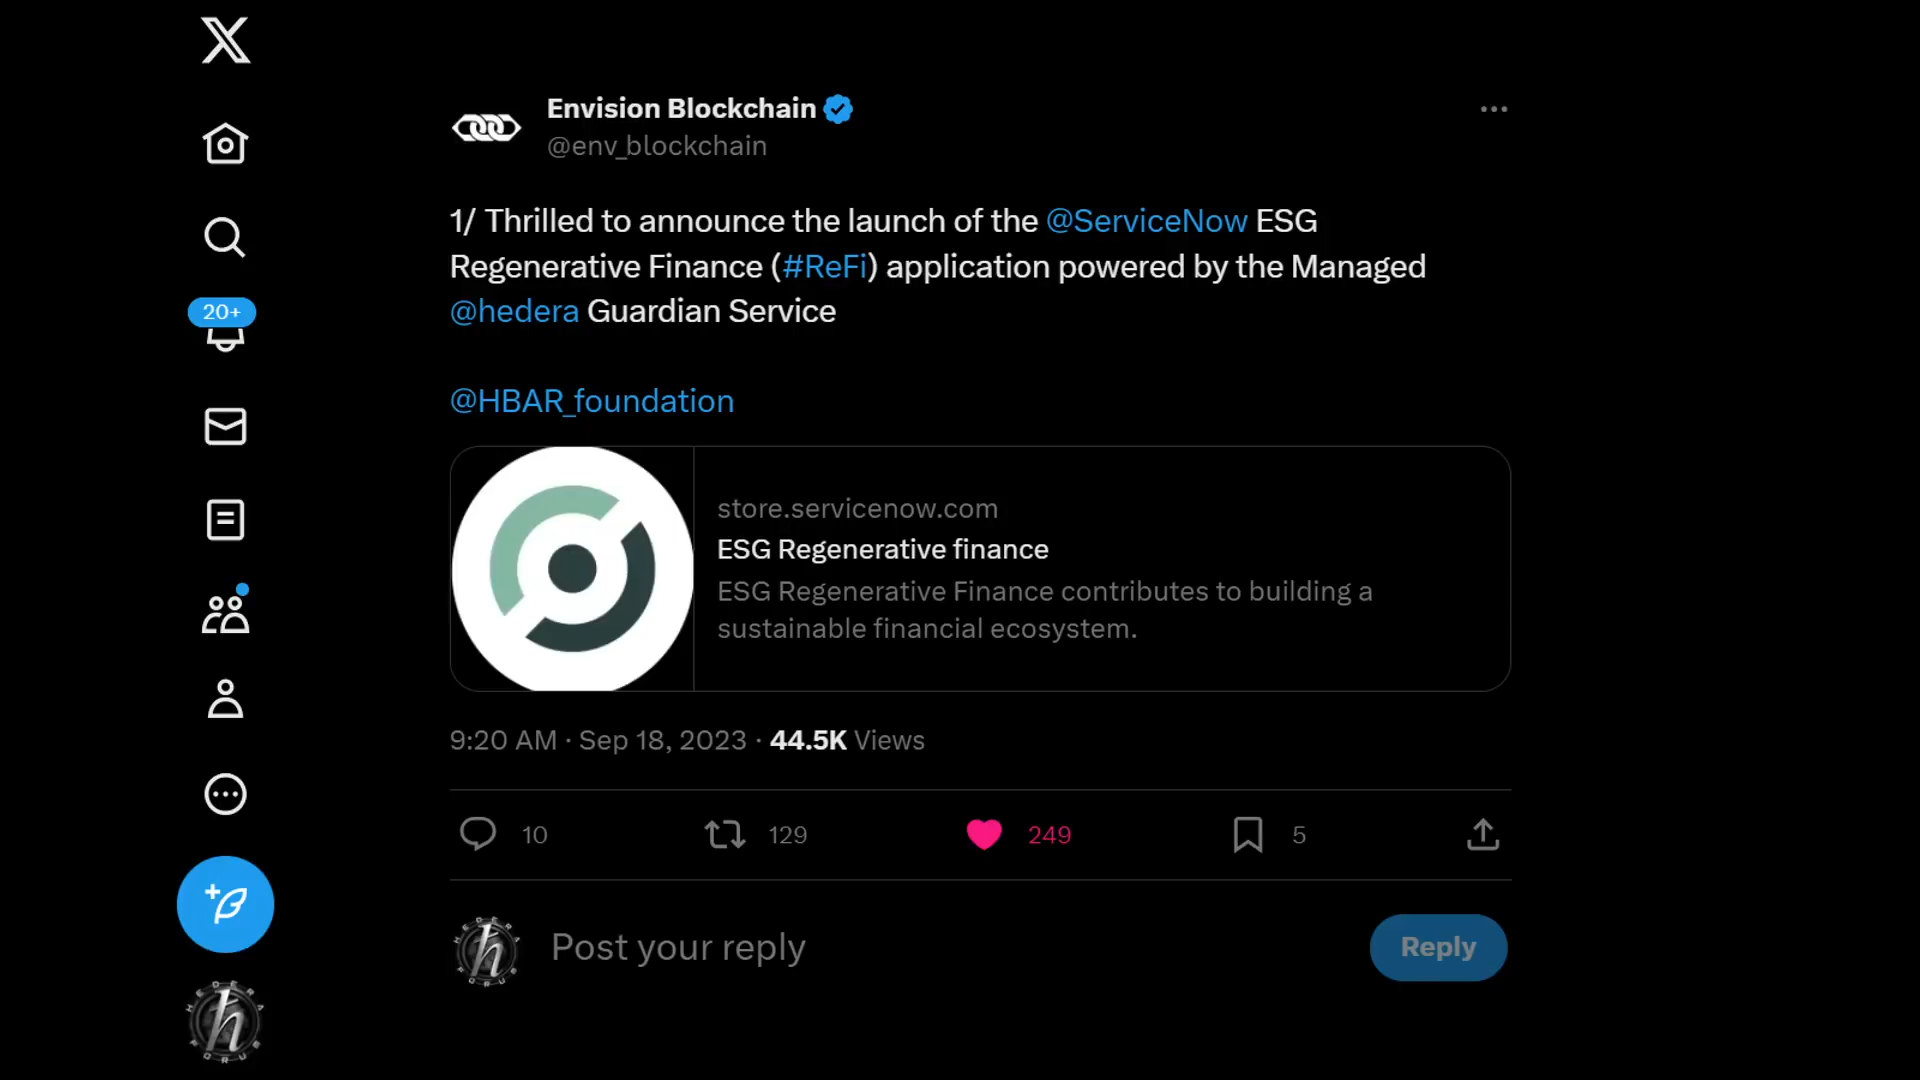 Envision Blockchain
@env_blockchain
1/ Thrilled to announce the launch of the @ServiceNow ESG
Regenerative Finance (#ReFi) application powered by the Managed
@hedera Guardian Service
@HBAR_foundation
store.servicenow.com
ESG Regenerative finance
ESG Regenerative Finance contributes to building a
sustainable financial ecosystem.
9:20 AM · Sep 18, 2023 · 44.5K Views
10 129 249 5
Post your reply Reply
20+